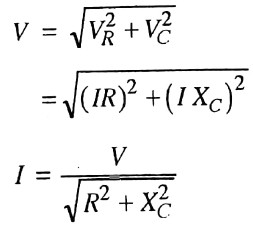 V = √(V_R² + V_C²)
= √((IR)² + (I X_C)²)
I = V / √(R² + X_C²)